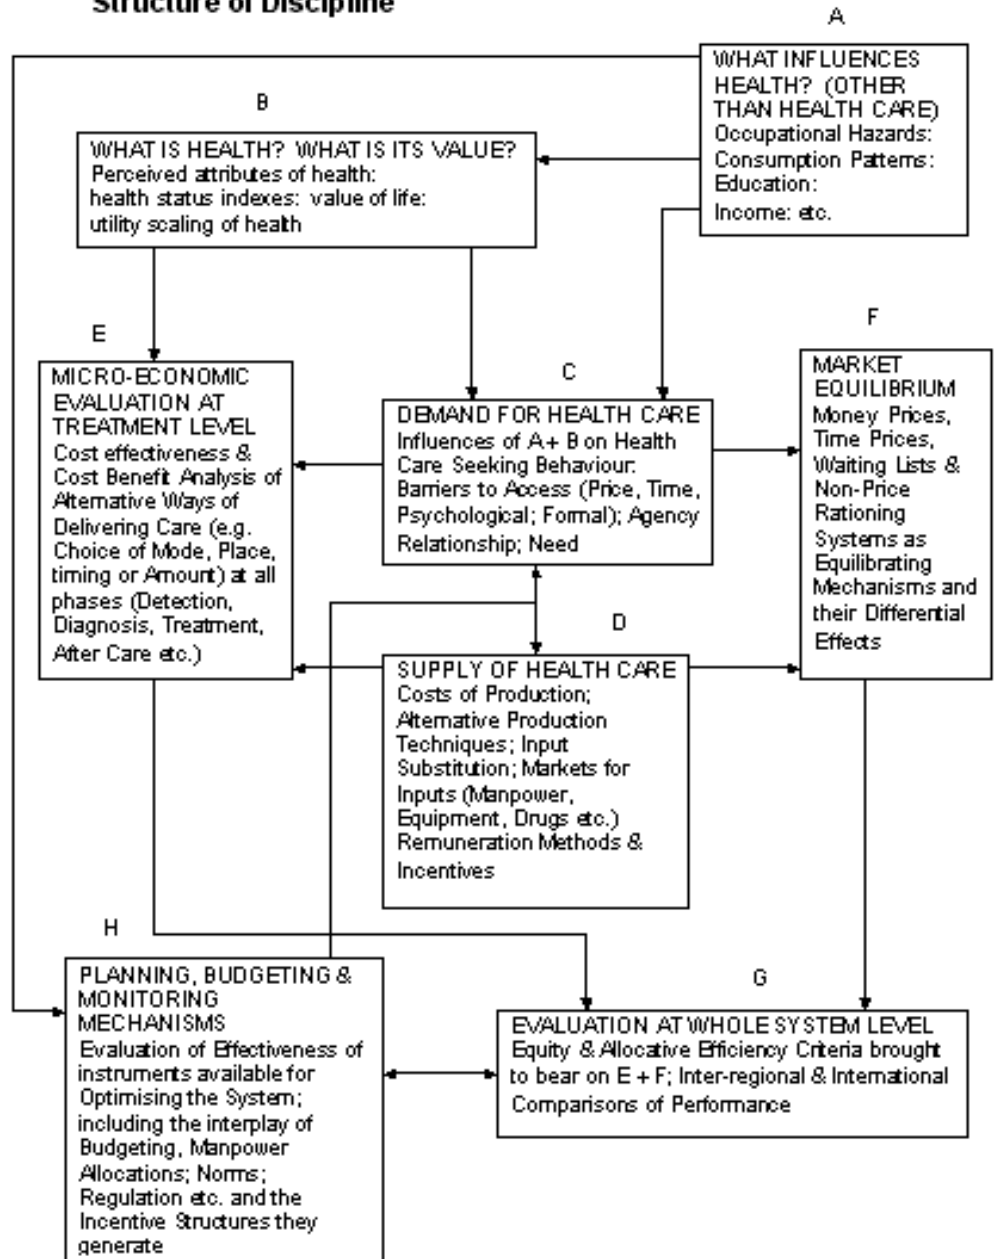 Structure of Discipline
A
WHAT INFLUENCES
HEALTH? (OTHER
THAN HEALTH CARE)
Occupational Hazards:
Consumption Patterns:
Education:
Income: etc.
B
WHAT IS HEALTH? WHAT IS ITS VALUE?
Perceived attributes of health:
health status indexes: value of life:
utility scaling of health
E
MICRO-ECONOMIC
EVALUATION AT
TREATMENT LEVEL
Cost effectiveness &
Cost Benefit Analysis of
Alternative Ways of
Delivering Care (e.g.
Choice of Mode, Place,
timing or Amount) at all
phases (Detection,
Diagnosis, Treatment,
After Care etc.)
C
DEMAND FOR HEALTH CARE
Influences of A + B on Health
Care Seeking Behaviour:
Barriers to Access (Price, Time,
Psychological; Formal); Agency
Relationship; Need
F
MARKET
EQUILIBRIUM
Money Prices,
Time Prices,
Waiting Lists &
Non-Price
Rationing
Systems as
Equilibrating
Mechanisms and
their Differential
Effects
D
SUPPLY OF HEALTH CARE
Costs of Production;
Alternative Production
Techniques; Input
Substitution; Markets for
Inputs (Manpower,
Equipment, Drugs etc.)
Remuneration Methods &
Incentives
H
PLANNING, BUDGETING &
MONITORING
MECHANISMS
Evaluation of Effectiveness of
instruments available for
Optimising the System;
including the interplay of
Budgeting, Manpower
Allocations; Norms;
Regulation etc. and the
Incentive Structures they
generate
G
EVALUATION AT WHOLE SYSTEM LEVEL
Equity & Allocative Efficiency Criteria brought
to bear on E + F; Inter-regional & International
Comparisons of Performance